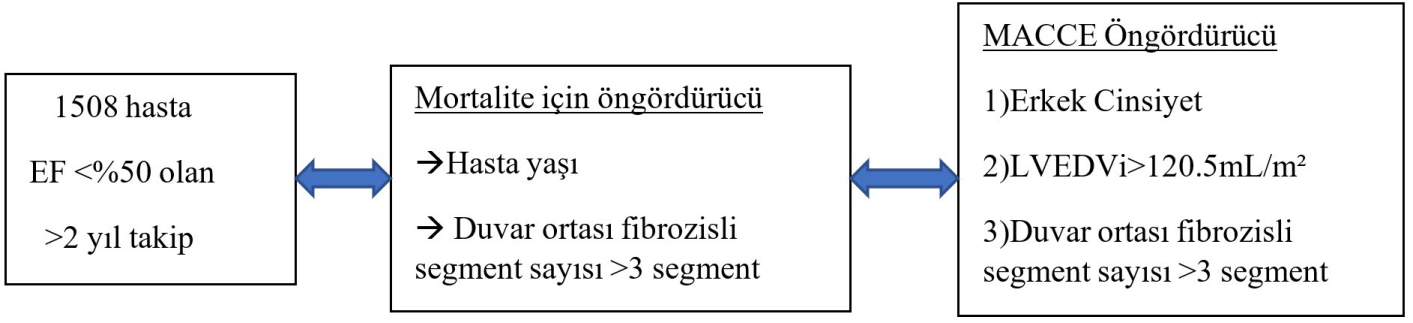 1508 hasta
EF <%50 olan
>2 yıl takip
Mortalite için öngördürücü
→Hasta yaşı
→ Duvar ortası fibrozisli
segment sayısı >3 segment
MACCE Öngördürücü
1)Erkek Cinsiyet
2)LVEDVi>120.5mL/m²
3)Duvar ortası fibrozisli
segment sayısı >3 segment